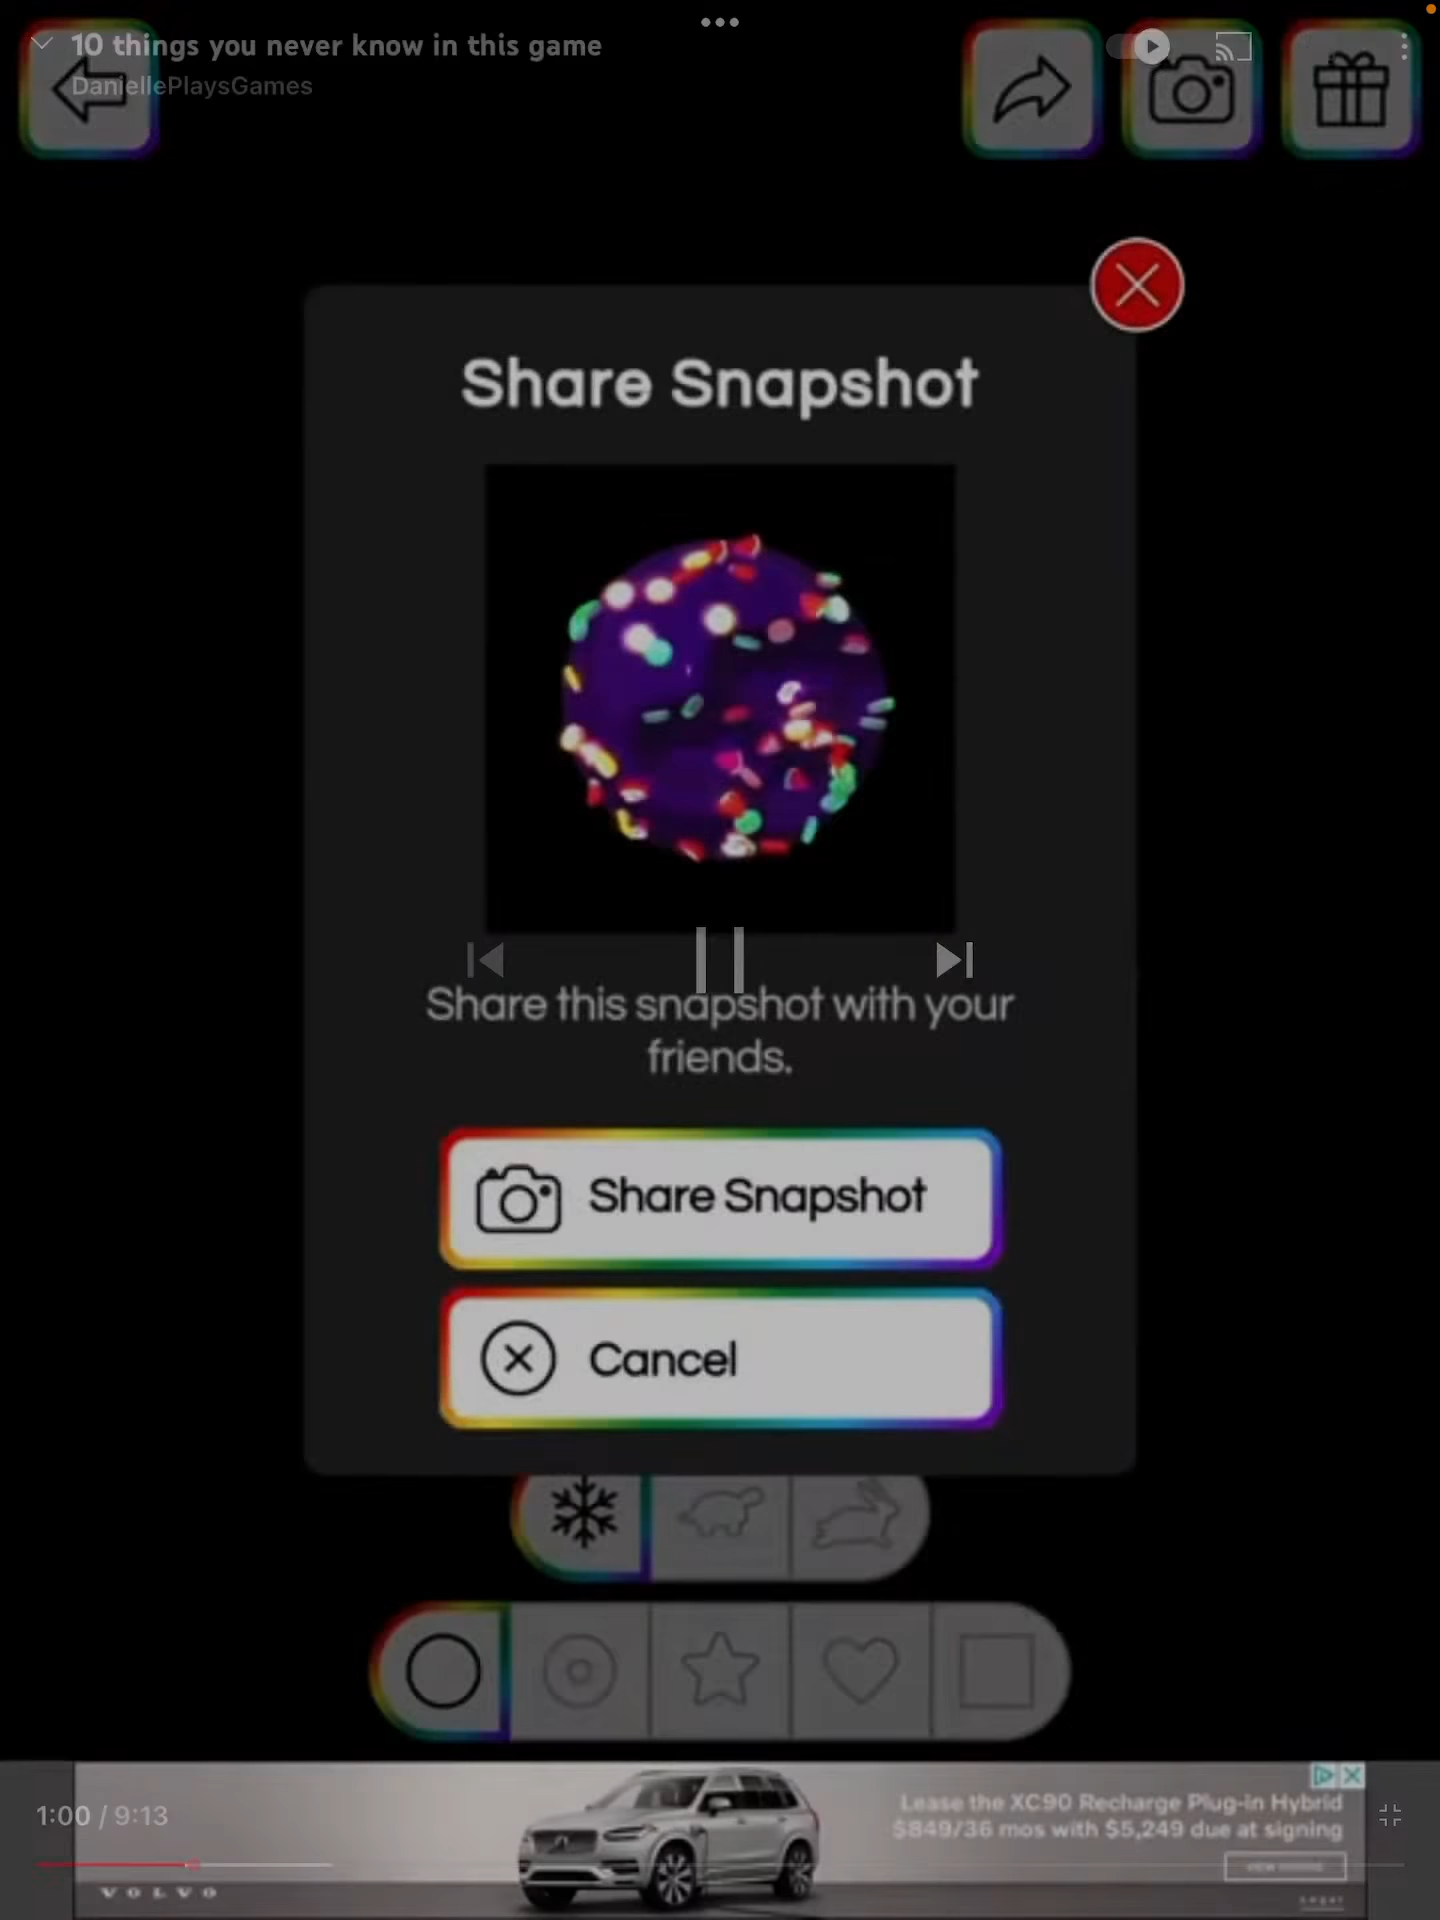 10 things you never know in this game
DaniellePlaysGames
Share Snapshot
Share this snapshot with your
friends.
Share Snapshot
Cancel
Lease the XC90 Recharge Plug-in Hybrid
$849/36 mos with $5,249 due at signing
1:00 / 9:13
VOLVO
Legal